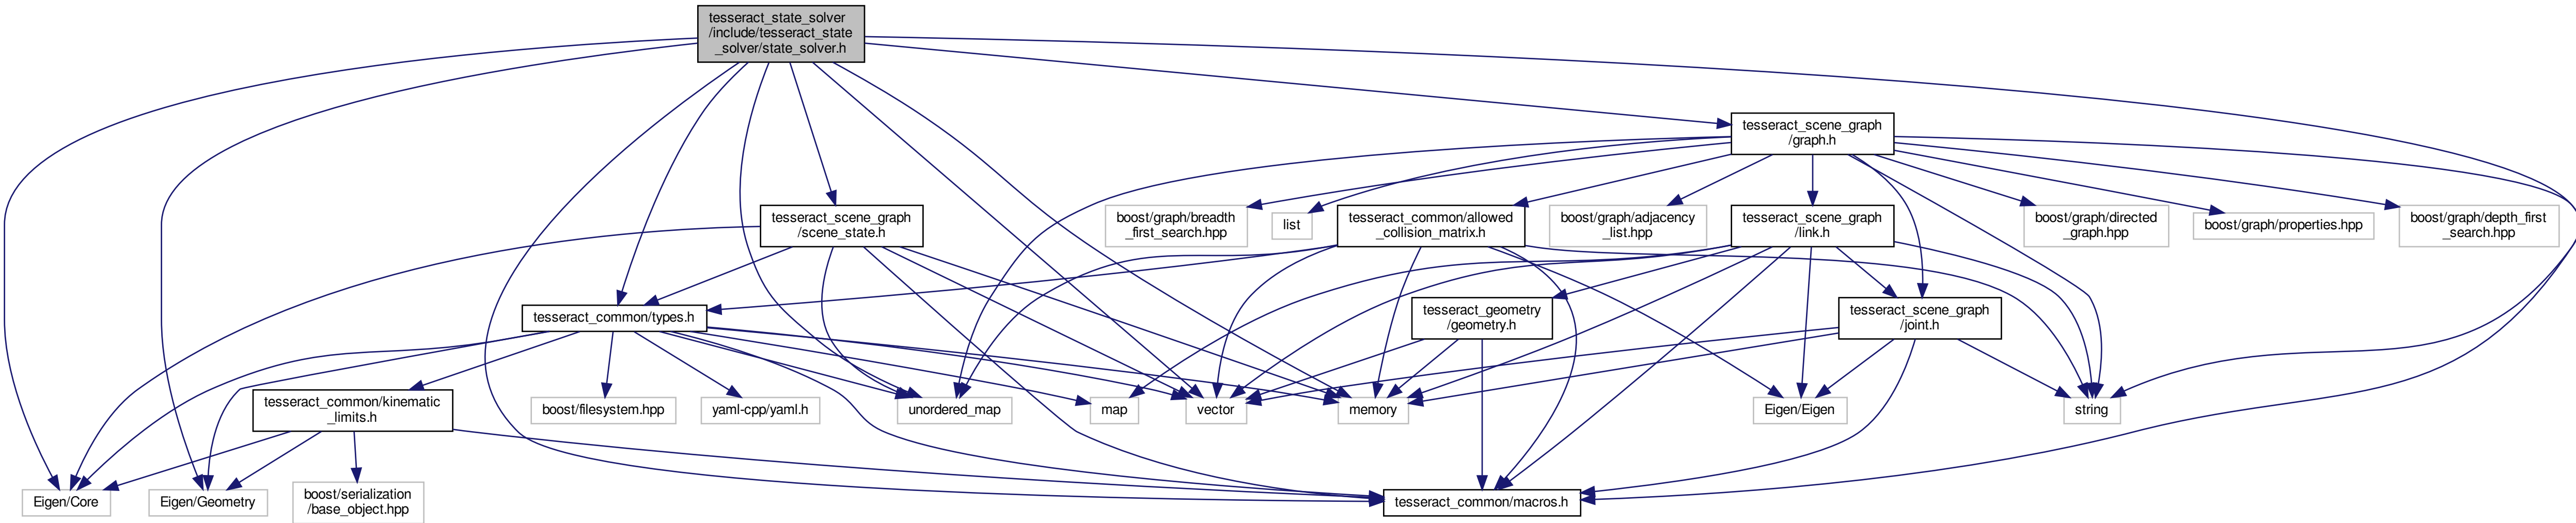 tesseract_state_solver
/include/tesseract_state
_solver/state_solver.h
tesseract_scene_graph
/graph.h
tesseract_scene_graph
/scene_state.h
boost/graph/breadth
_first_search.hpp
list
tesseract_common/allowed
_collision_matrix.h
boost/graph/adjacency
_list.hpp
tesseract_scene_graph
/link.h
boost/graph/directed
_graph.hpp
boost/graph/properties.hpp
boost/graph/depth_first
_search.hpp
tesseract_common/types.h
tesseract_geometry
/geometry.h
tesseract_scene_graph
/joint.h
tesseract_common/kinematic
_limits.h
boost/filesystem.hpp
yaml-cpp/yaml.h
unordered_map
map
vector
memory
Eigen/Eigen
string
Eigen/Core
Eigen/Geometry
boost/serialization
/base_object.hpp
tesseract_common/macros.h